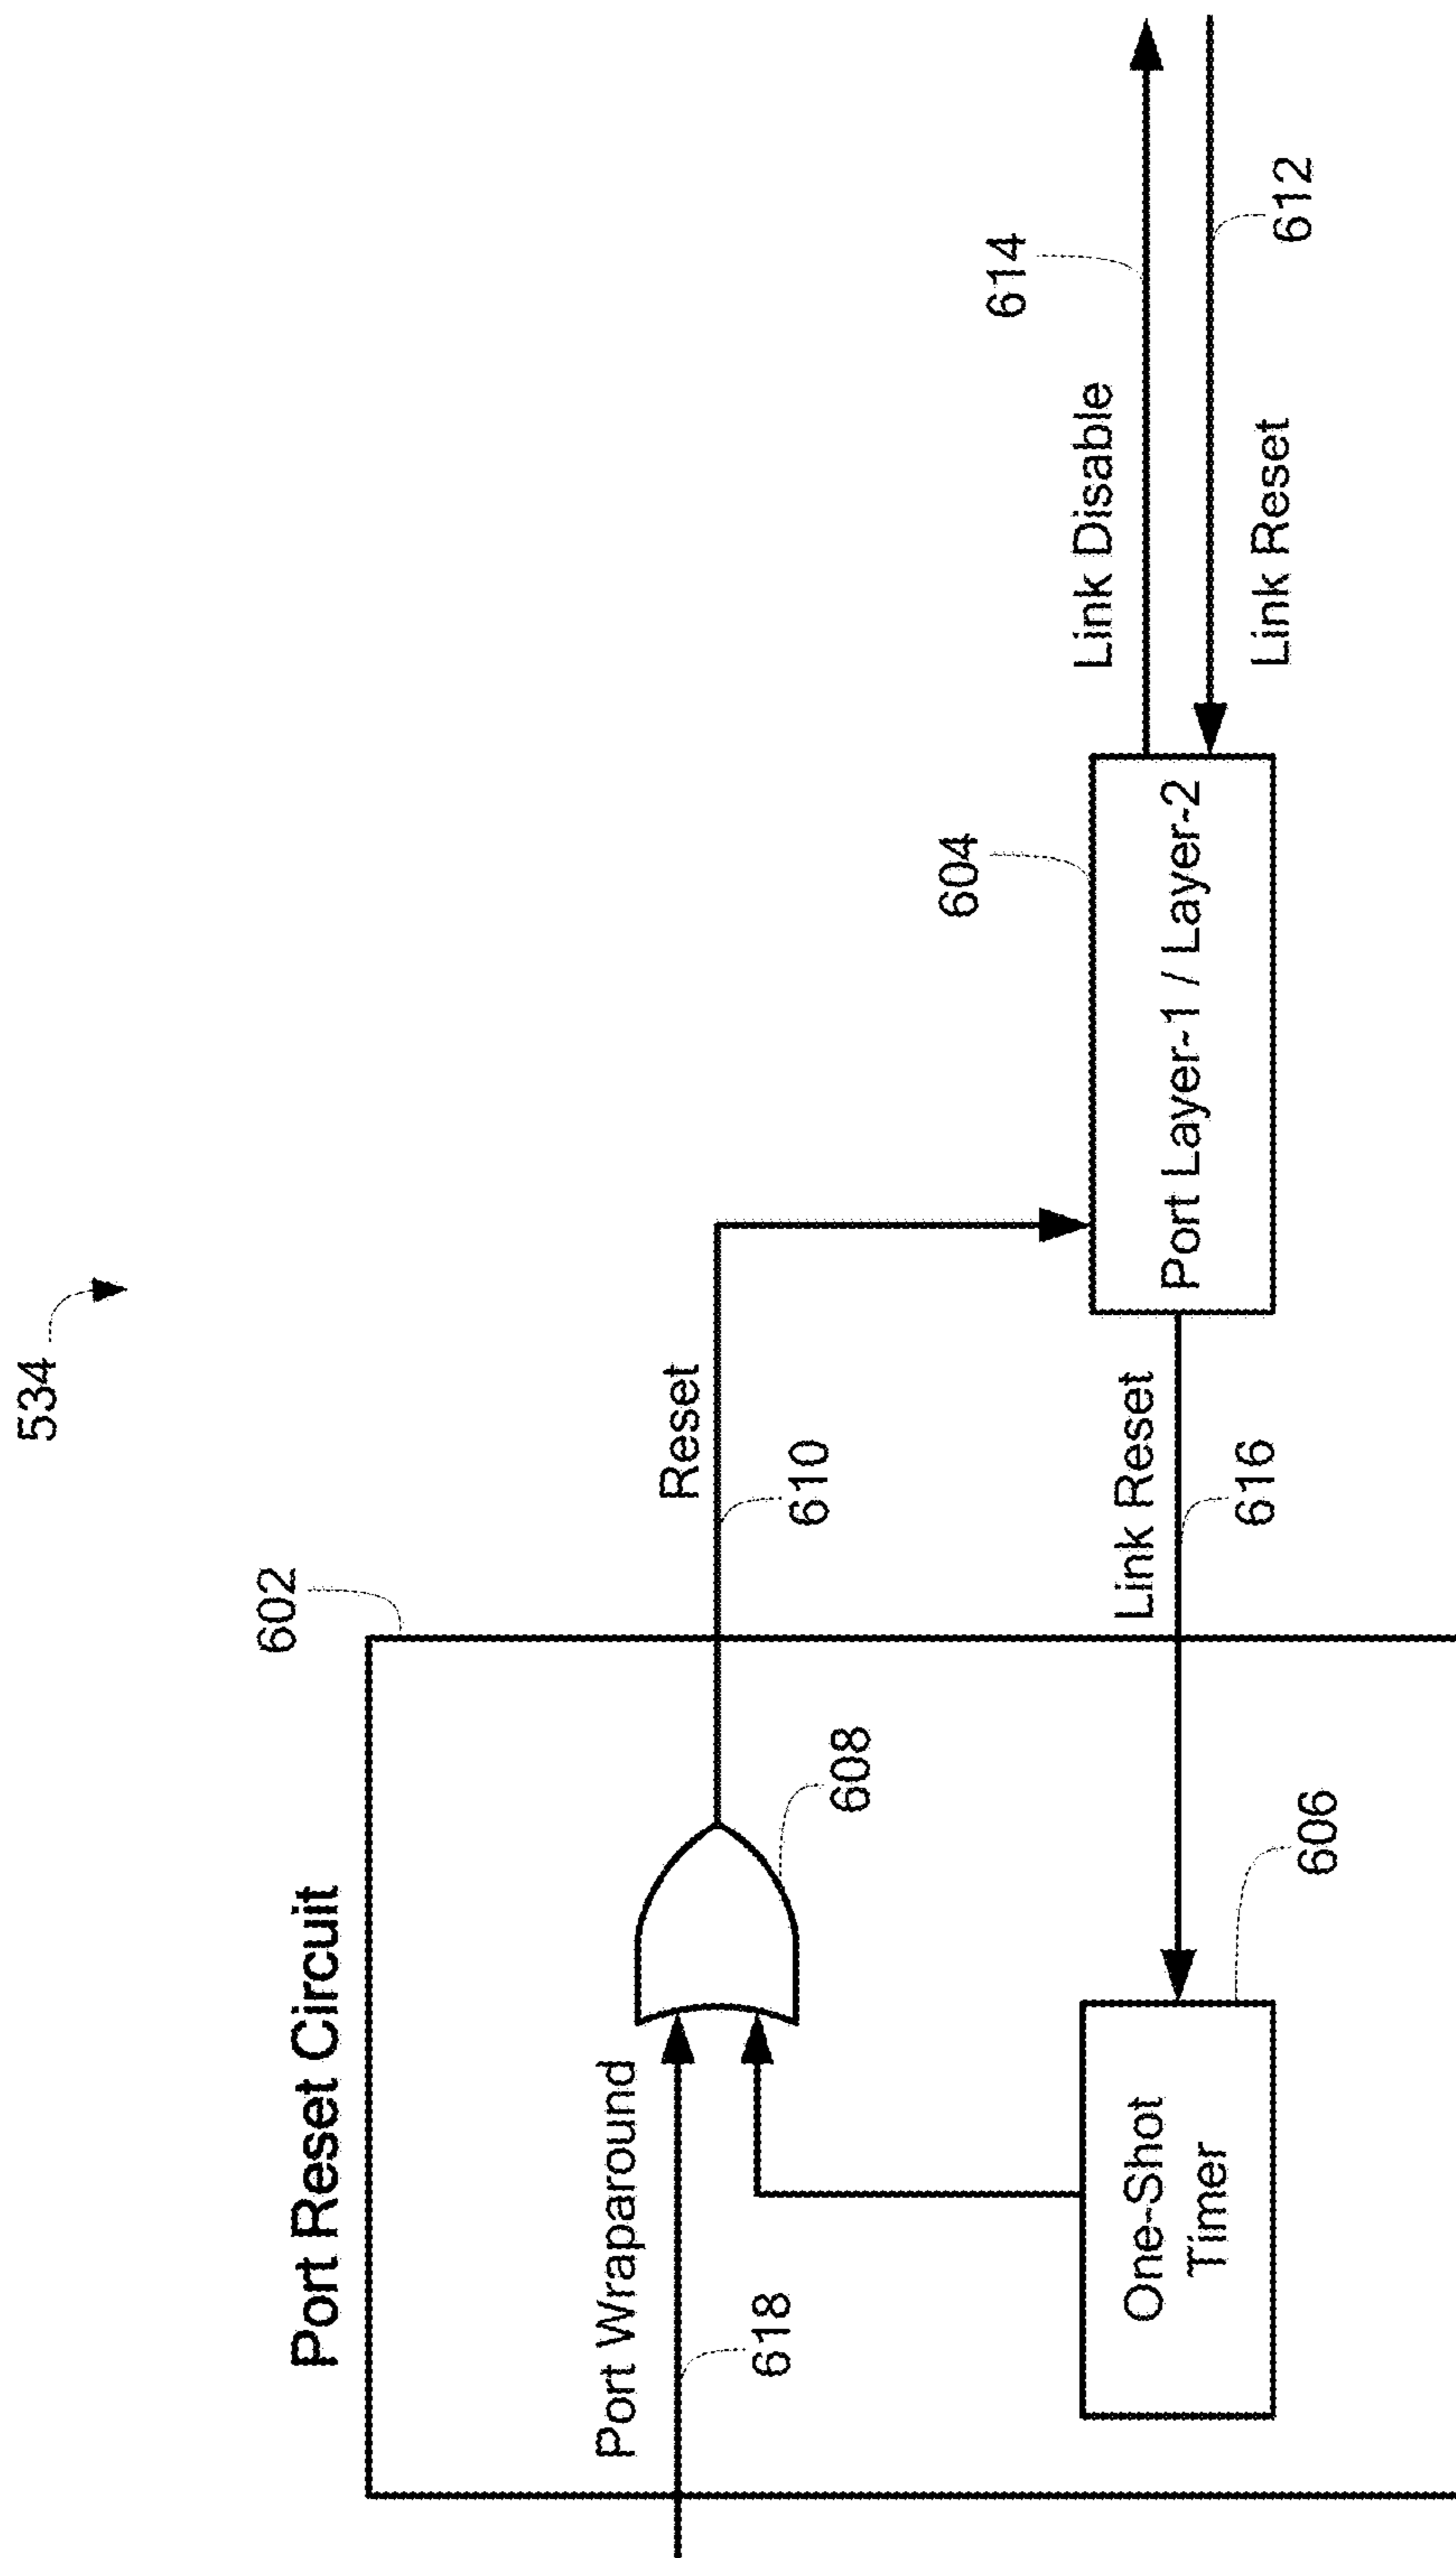 534
Port Reset Circuit
602
Port Wraparound
618
608
Reset
610
One-Shot
Timer
606
Link Reset
616
604
Port Layer-1 / Layer-2
Link Disable
614
Link Reset
612